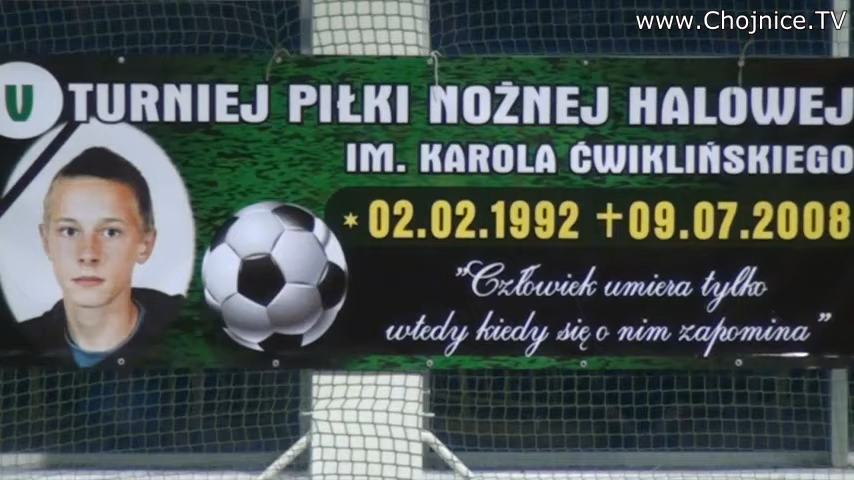 www.Chojnice.TV
V TURNIEJ PIŁKI NOŻNEJ HALOWEJ
IM. KAROLA ĆWIKLIŃSKIEGO
* 02.02.1992 ✝ 09.07.2008
"Człowiek umiera tylko
wtedy kiedy się o nim zapomina"